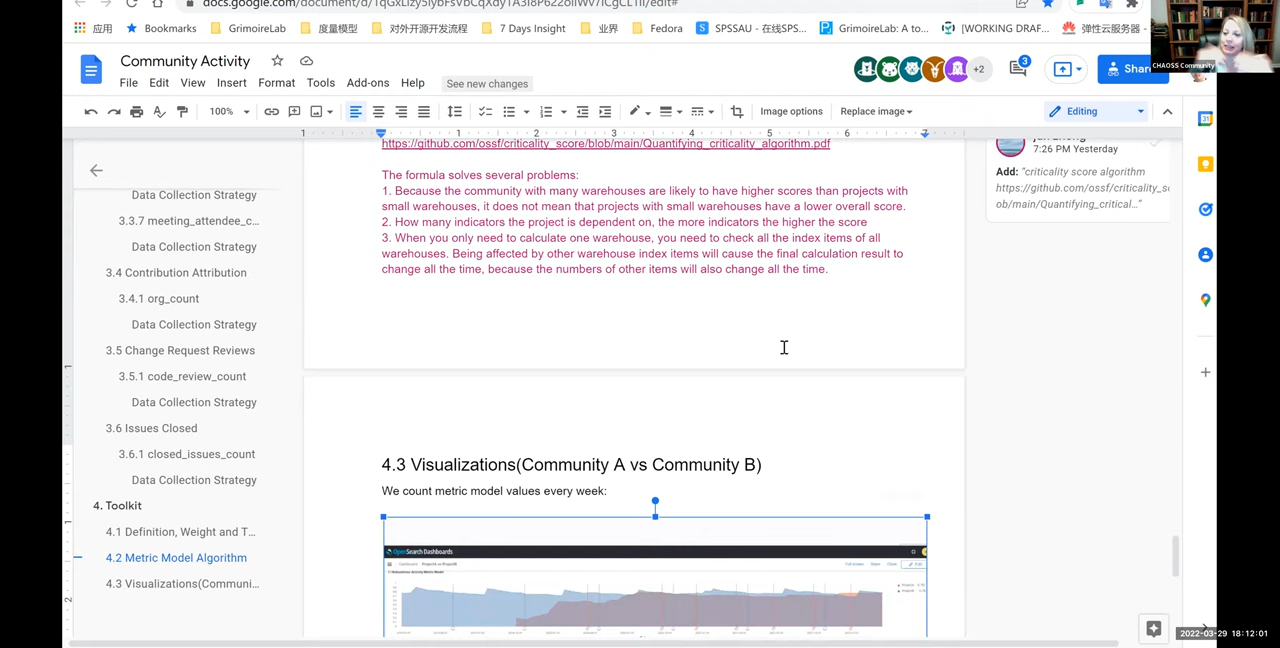 docs.google.com/document/d/
应用
Bookmarks
GrimoireLab
度量模型
对外开源开发流程
7 Days Insight
业界
Fedora
SPSSAU - 在线SPS...
GrimoireLab: A to...
[WORKING DRAF...
弹性云服务器 -
CHAOSS Community
Community Activity
+2
3
Share
File Edit View Insert Format Tools Add-ons Help See new changes
100%
Image options
Replace image
Editing
1 1 2 3 4 5 6 7
Data Collection Strategy
3.3.7 meeting_attendee_c...
Data Collection Strategy
3.4 Contribution Attribution
3.4.1 org_count
Data Collection Strategy
3.5 Change Request Reviews
3.5.1 code_review_count
Data Collection Strategy
3.6 Issues Closed
3.6.1 closed_issues_count
Data Collection Strategy
4. Toolkit
4.1 Definition, Weight and T...
4.2 Metric Model Algorithm
4.3 Visualizations(Communi...
https://github.com/ossf/criticality_score/blob/main/Quantifying_criticality_algorithm.pdf
The formula solves several problems:
1. Because the community with many warehouses are likely to have higher scores than projects with
small warehouses, it does not mean that projects with small warehouses have a lower overall score.
2. How many indicators the project is dependent on, the more indicators the higher the score
3. When you only need to calculate one warehouse, you need to check all the index items of all
warehouses. Being affected by other warehouse index items will cause the final calculation result to
change all the time, because the numbers of other items will also change all the time.
4.3 Visualizations(Community A vs Community B)
We count metric model values every week:
OpenSearch Dashboards
7:26 PM Yesterday
Add: "criticality score algorithm
https://github.com/ossf/criticality_s
ob/main/Quantifying_critical..."
2022-03-29 18:12:01